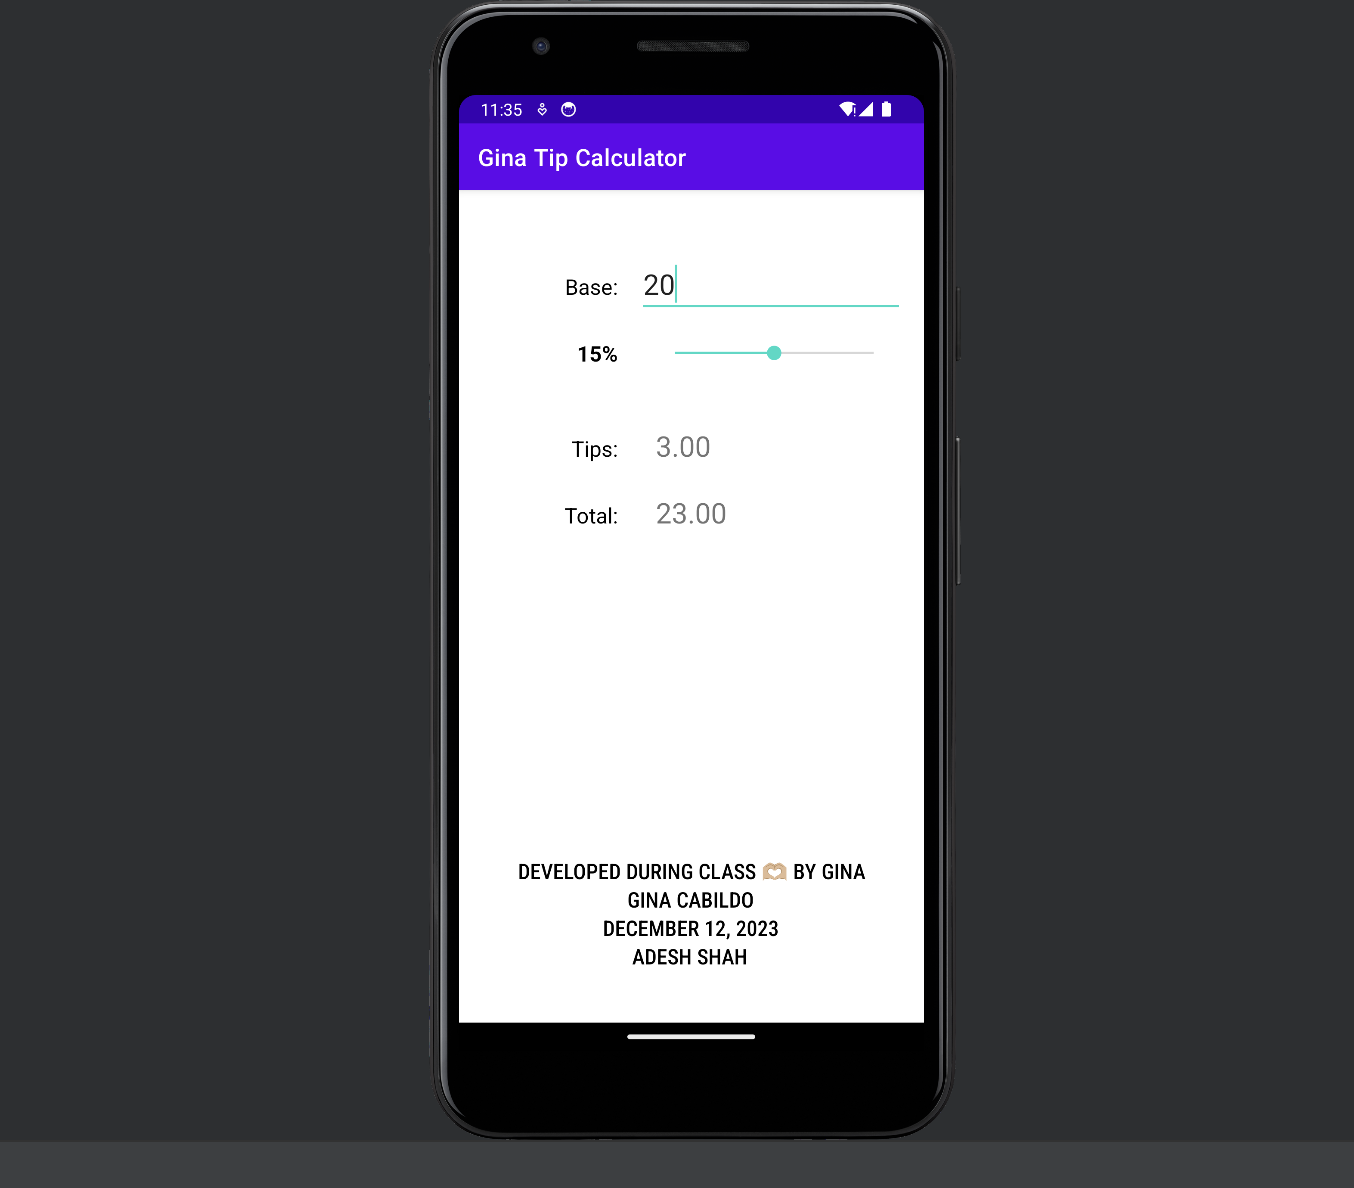 11:35
Gina Tip Calculator
Base: 20
15%
Tips: 3.00
Total: 23.00
DEVELOPED DURING CLASS 🫶🏼 BY GINA
GINA CABILDO
DECEMBER 12, 2023
ADESH SHAH